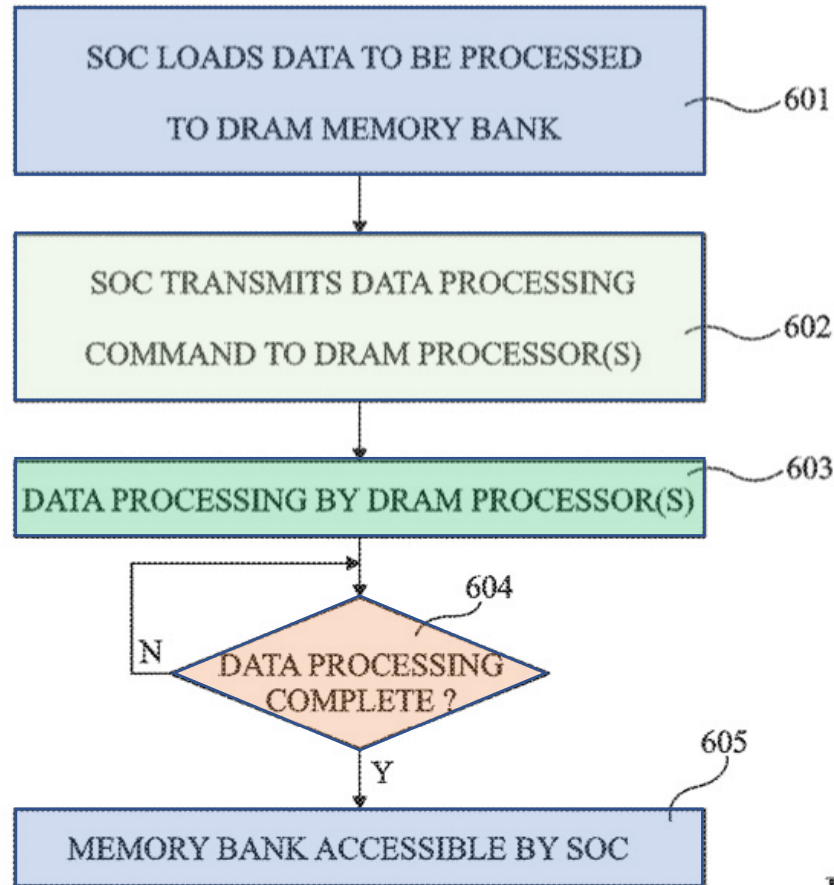 SOC LOADS DATA TO BE PROCESSED
TO DRAM MEMORY BANK
601
SOC TRANSMITS DATA PROCESSING
COMMAND TO DRAM PROCESSOR(S)
602
DATA PROCESSING BY DRAM PROCESSOR(S)
603
604
N
DATA PROCESSING
COMPLETE ?
Y
605
MEMORY BANK ACCESSIBLE BY SOC